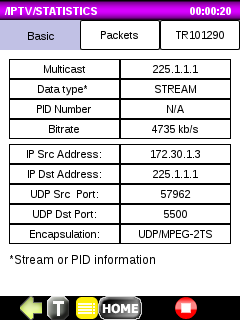 /IPTV/STATISTICS 00:00:20
Basic Packets TR101290
Multicast 225.1.1.1
Data type* STREAM
PID Number N/A
Bitrate 4735 kb/s
IP Src Address: 172.30.1.3
IP Dst Address: 225.1.1.1
UDP Src Port: 57962
UDP Dst Port: 5500
Encapsulation: UDP/MPEG-2TS
*Stream or PID information
T HOME